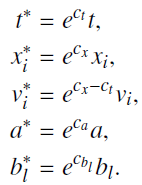 t* = e^{c_t} t,
x_i^* = e^{c_x} x_i,
v_i^* = e^{c_x−c_t} v_i,
a* = e^{c_a} a,
b_l^* = e^{c_{b_l}} b_l.